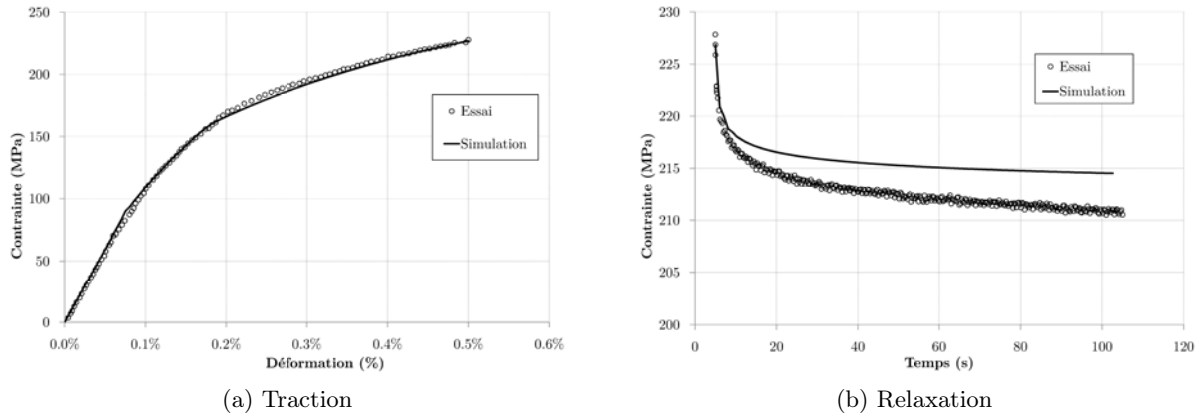 250
200
150
100
50
0
Contrainte (MPa)
0.0% 0.1% 0.2% 0.3% 0.4% 0.5% 0.6%
Déformation (%)
Essai
Simulation
(a) Traction
230
225
220
215
210
205
200
Contrainte (MPa)
0 20 40 60 80 100 120
Temps (s)
Essai
Simulation
(b) Relaxation